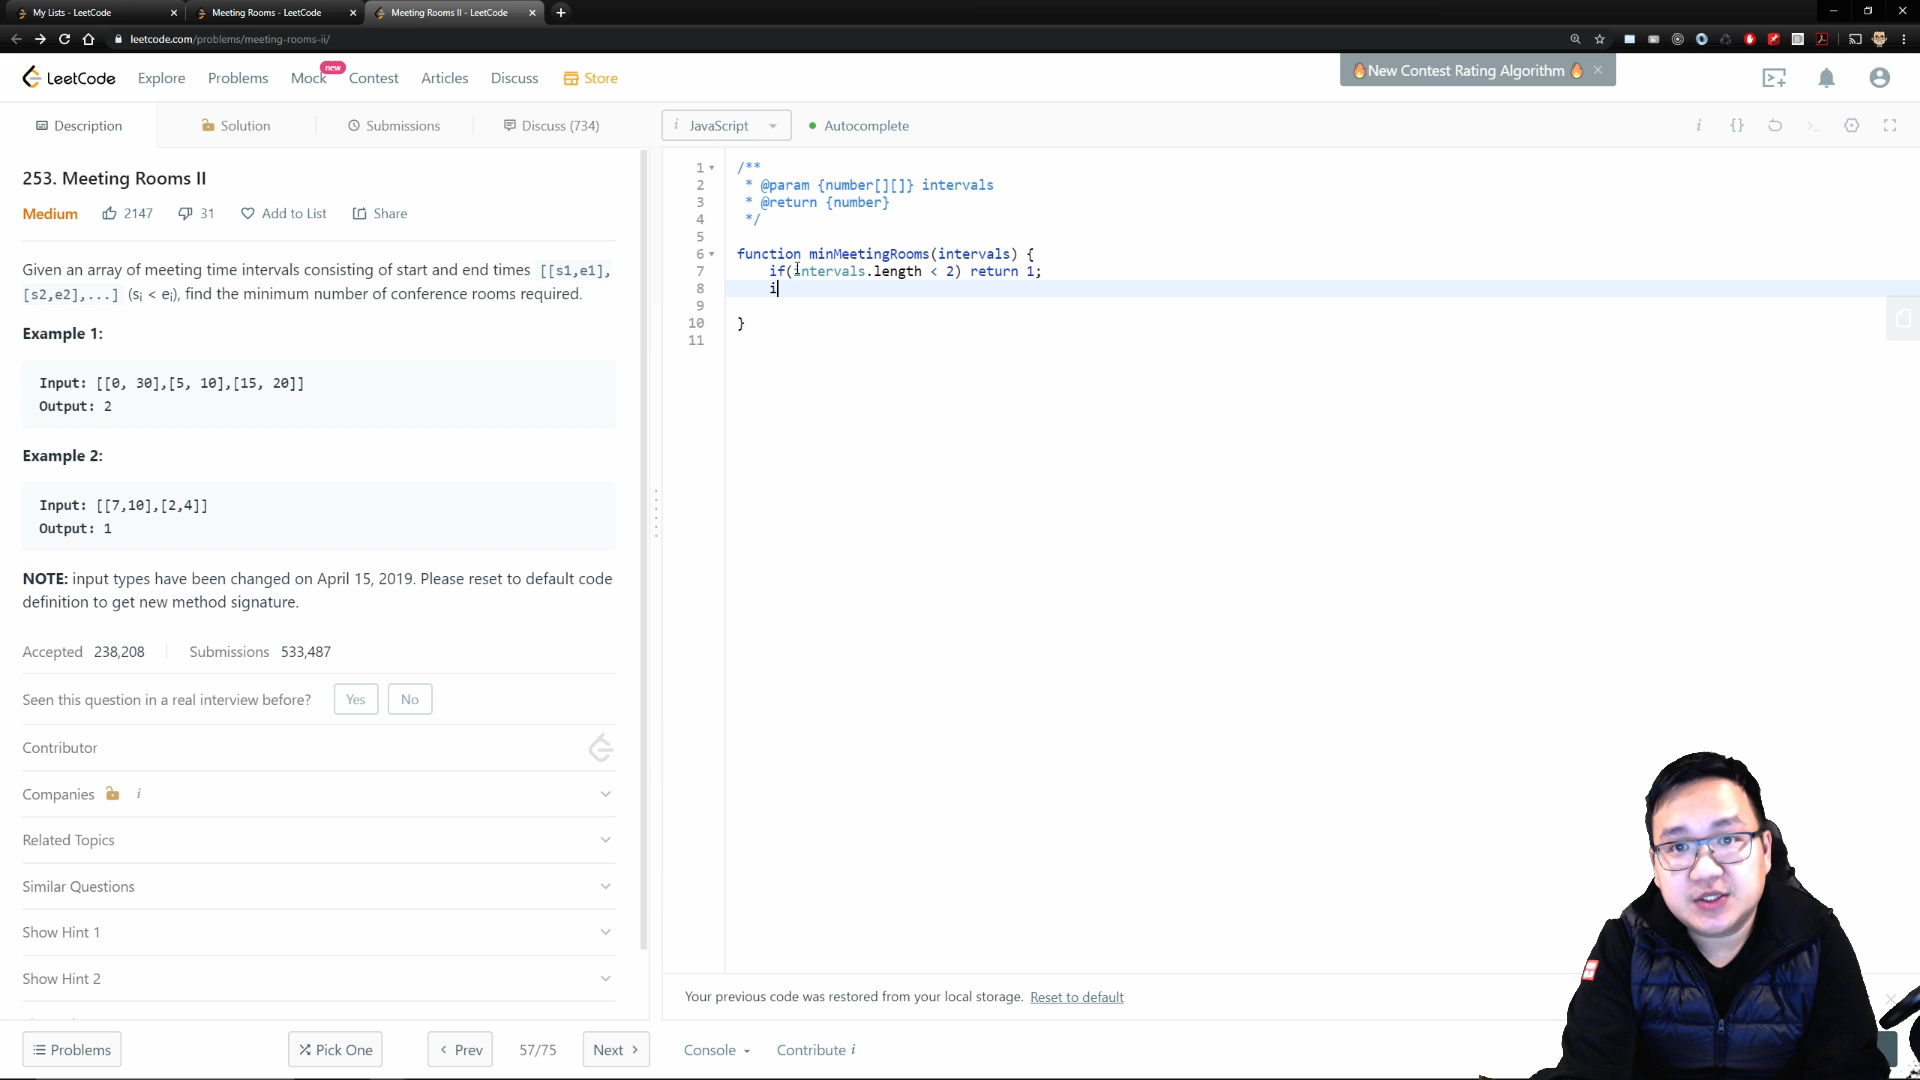 My Lists - LeetCode
Meeting Rooms - LeetCode
Meeting Rooms II - LeetCode
leetcode.com/problems/meeting-rooms-ii/
LeetCode
Explore
Problems
Mock
new
Contest
Articles
Discuss
Store
New Contest Rating Algorithm
Description
Solution
Submissions
Discuss (734)
i JavaScript
Autocomplete
253. Meeting Rooms II
Medium
2147
31
Add to List
Share
Given an array of meeting time intervals consisting of start and end times [[s1,e1],
[s2,e2],...] (si < ei), find the minimum number of conference rooms required.
Example 1:
Input: [[0, 30],[5, 10],[15, 20]]
Output: 2
Example 2:
Input: [[7,10],[2,4]]
Output: 1
NOTE: input types have been changed on April 15, 2019. Please reset to default code
definition to get new method signature.
Accepted 238,208
Submissions 533,487
Seen this question in a real interview before?
Yes
No
Contributor
Companies i
Related Topics
Similar Questions
Show Hint 1
Show Hint 2
Problems
Pick One
Prev
57/75
Next
1 /**
2 * @param {number[][]} intervals
3 * @return {number}
4 */
5
6 function minMeetingRooms(intervals) {
7 if(intervals.length < 2) return 1;
8 i
9
10 }
11
Your previous code was restored from your local storage. Reset to default
Console
Contribute i